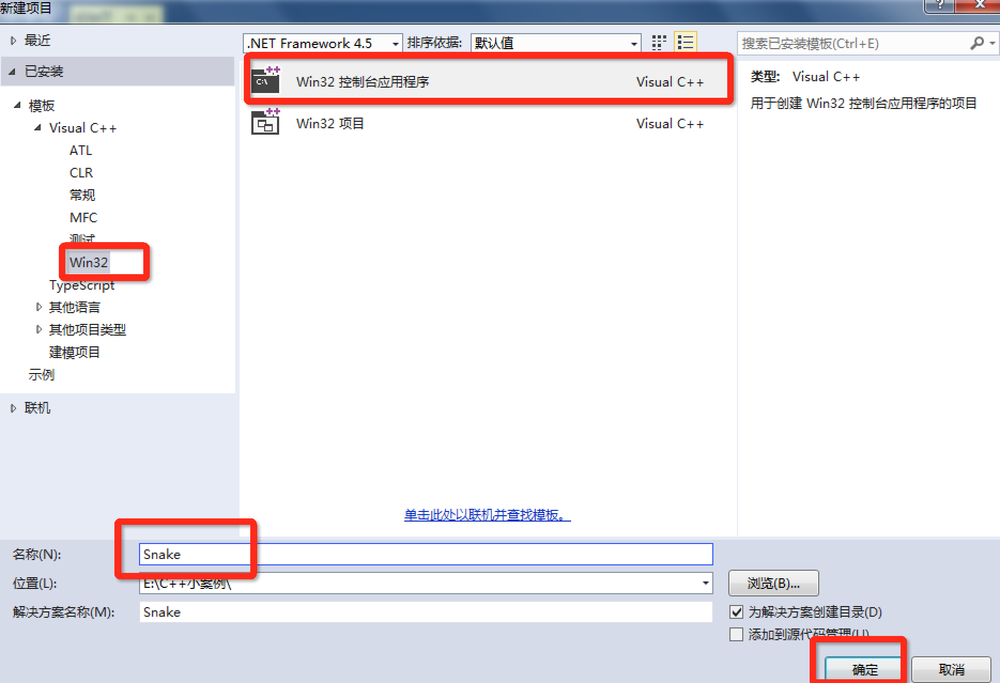 新建项目
最近
已安装
模板
Visual C++
ATL
CLR
常规
MFC
测试
Win32
TypeScript
其他语言
其他项目类型
建模项目
示例
联机
.NET Framework 4.5 排序依据: 默认值
C:\ Win32 控制台应用程序 Visual C++
Win32 项目 Visual C++
单击此处以联机并查找模板。
搜索已安装模板(Ctrl+E)
类型: Visual C++
用于创建 Win32 控制台应用程序的项目
名称(N): Snake
位置(L): E:\C++小案例\ 浏览(B)...
解决方案名称(M): Snake
为解决方案创建目录(D)
添加到源代码管理(U)
确定 取消